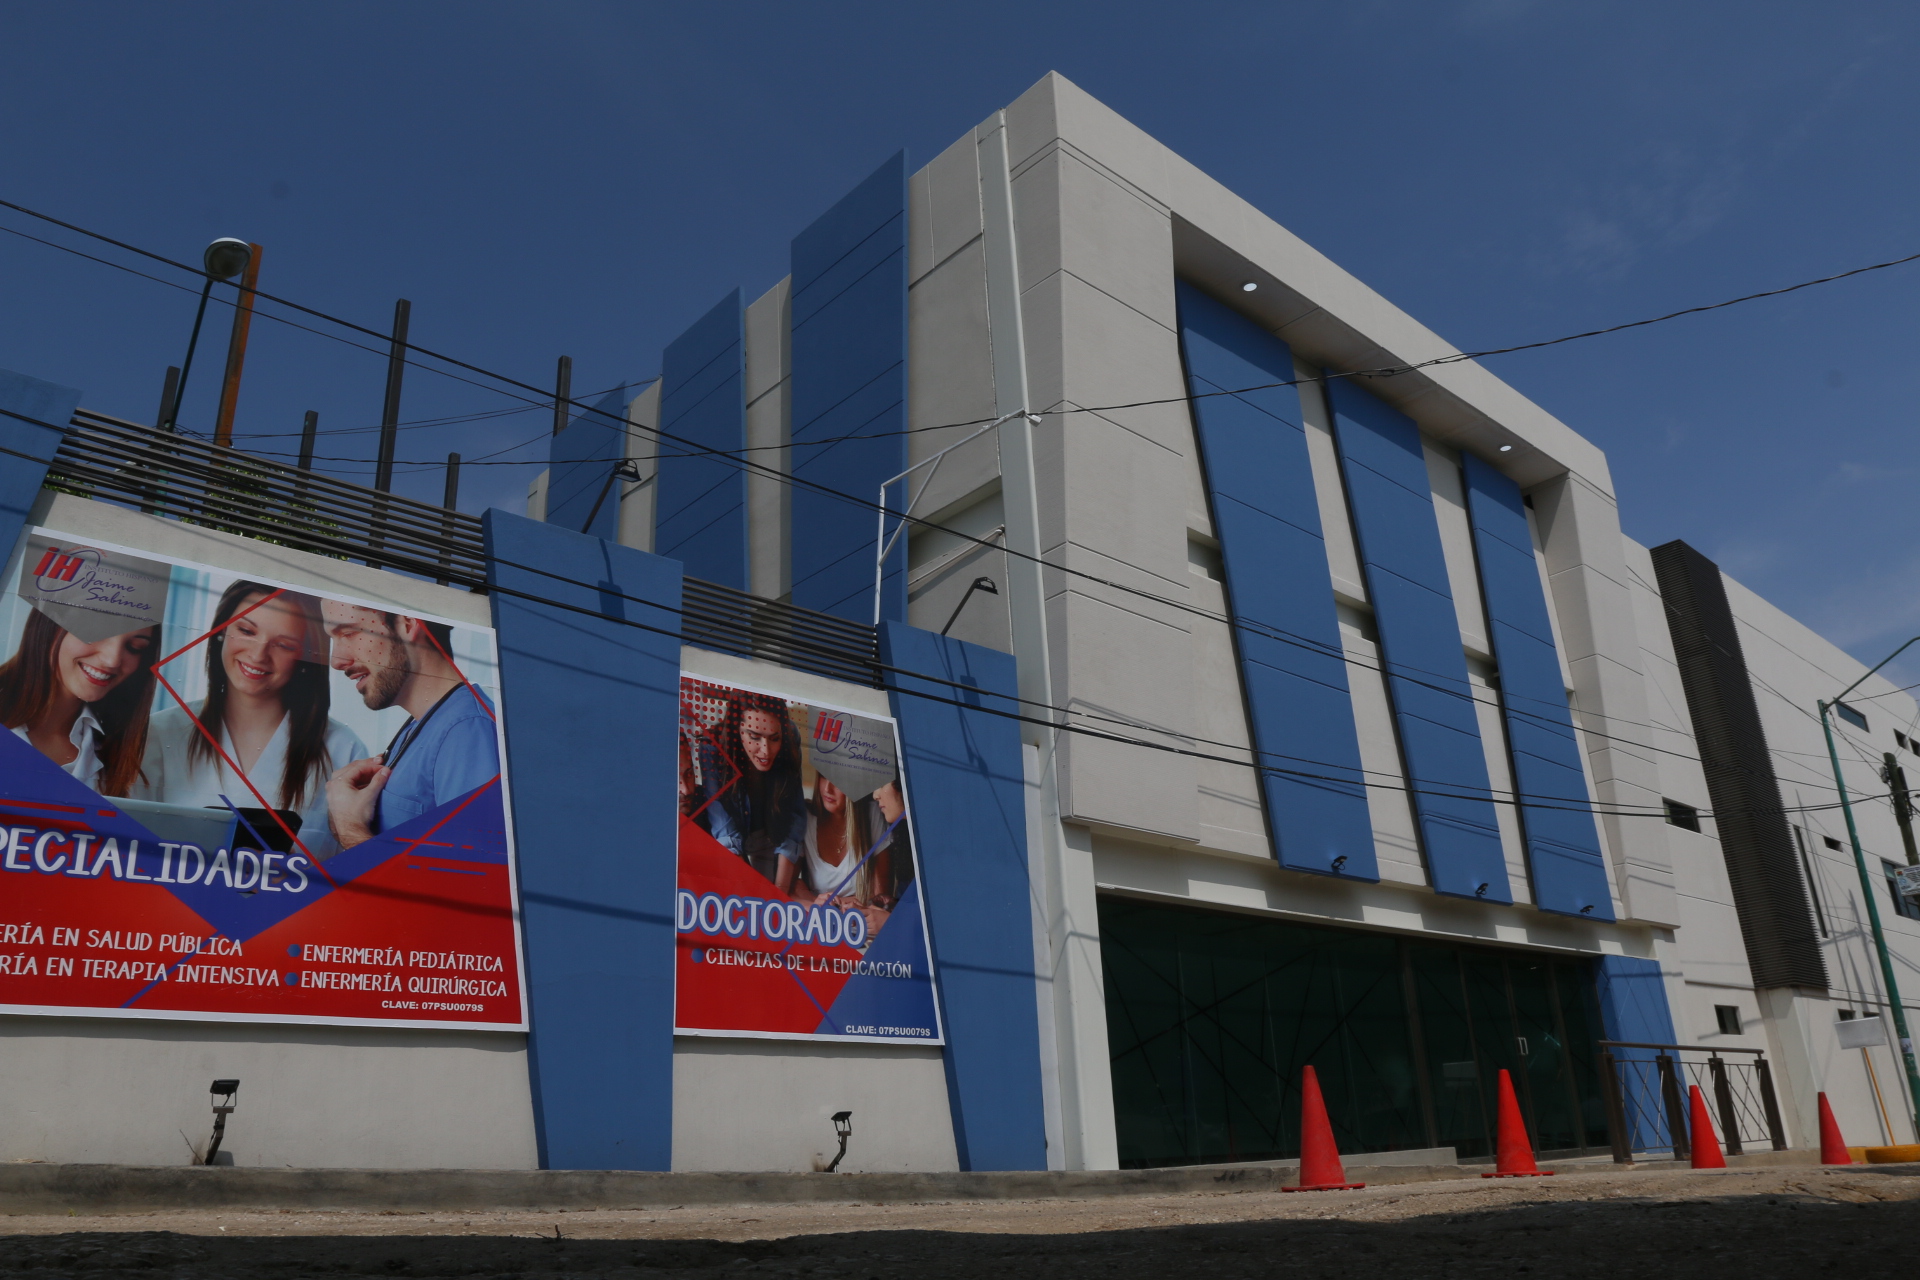 iH
Jaime
Sabines
PECIALIDADES
ERÍA EN SALUD PÚBLICA
RÍA EN TERAPIA INTENSIVA
ENFERMERÍA PEDIÁTRICA
ENFERMERÍA QUIRÚRGICA
CLAVE: 07PSU0079S
iH
Jaime
Sabines
DOCTORADO
CIENCIAS DE LA EDUCACIÓN
CLAVE: 07PSU0079S